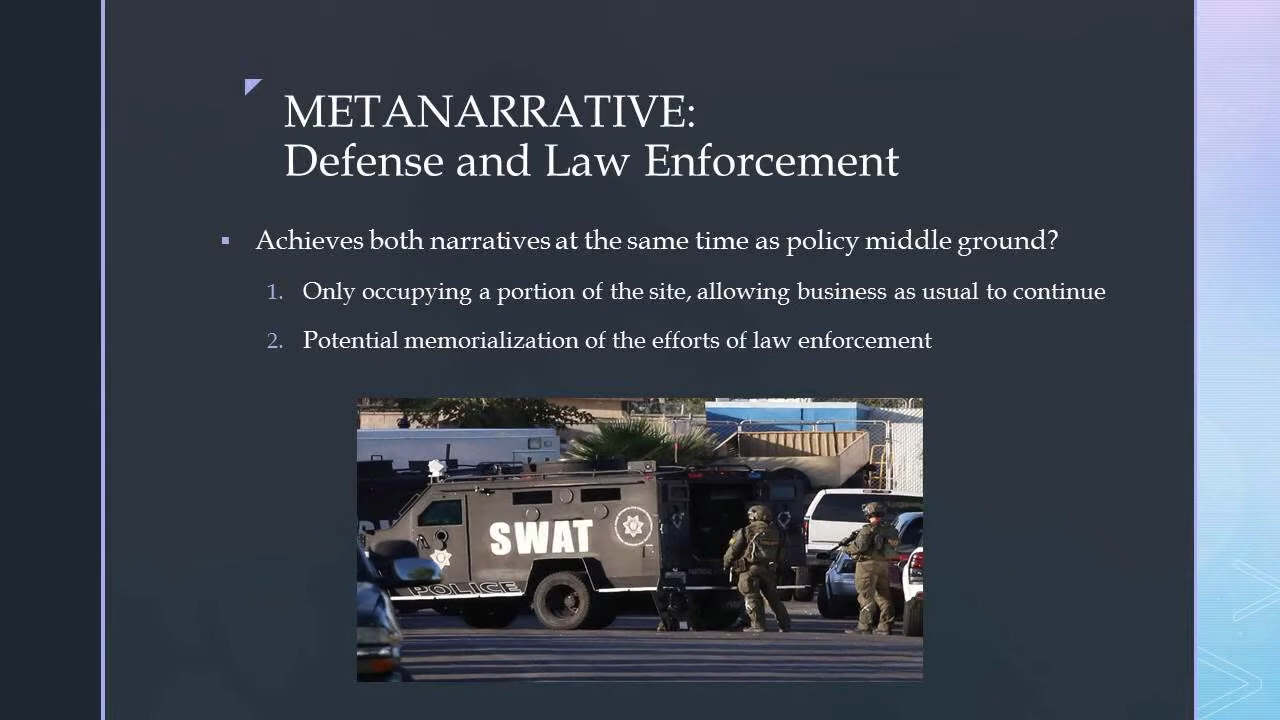 METANARRATIVE:
Defense and Law Enforcement
▪ Achieves both narratives at the same time as policy middle ground?
1. Only occupying a portion of the site, allowing business as usual to continue
2. Potential memorialization of the efforts of law enforcement
SWAT
POLICE